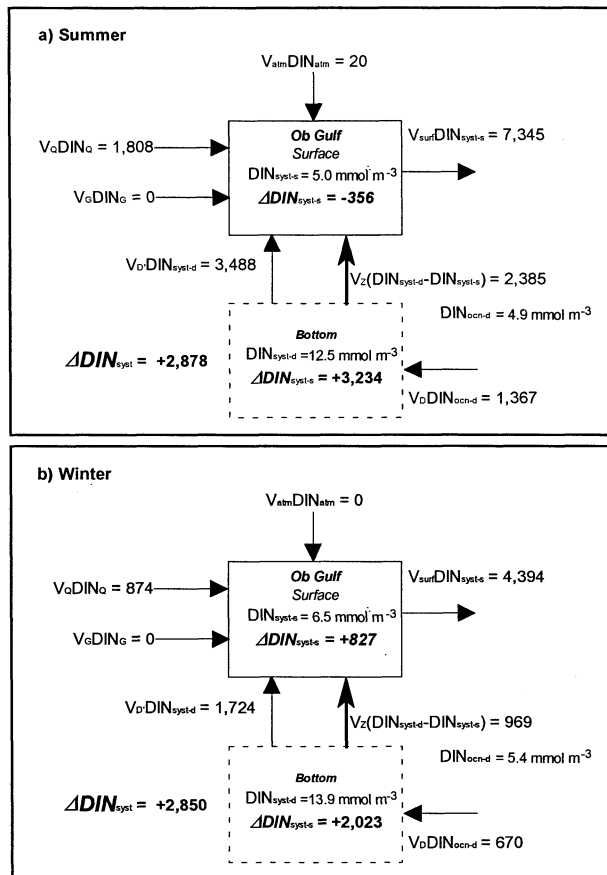 a) Summer
VatmDINatm = 20
VQDINQ = 1,808
Ob Gulf
Surface
DINsyst-s = 5.0 mmol m-3
ΔDINsyst-s = -356
VsurfDINsyst-s = 7,345
VGDING = 0
VD'DINsyst-d = 3,488
VZ(DINsyst-d-DINsyst-s) = 2,385
DINocn-d = 4.9 mmol m-3
ΔDINsyst = +2,878
Bottom
DINsyst-d =12.5 mmol m-3
ΔDINsyst-s = +3,234
VDDINocn-d = 1,367
b) Winter
VatmDINatm = 0
VQDINQ = 874
Ob Gulf
Surface
DINsyst-s = 6.5 mmol m-3
ΔDINsyst-s = +827
VsurfDINsyst-s = 4,394
VGDING = 0
VD'DINsyst-d = 1,724
VZ(DINsyst-d-DINsyst-s) = 969
DINocn-d = 5.4 mmol m-3
ΔDINsyst = +2,850
Bottom
DINsyst-d =13.9 mmol m-3
ΔDINsyst-s = +2,023
VDDINocn-d = 670